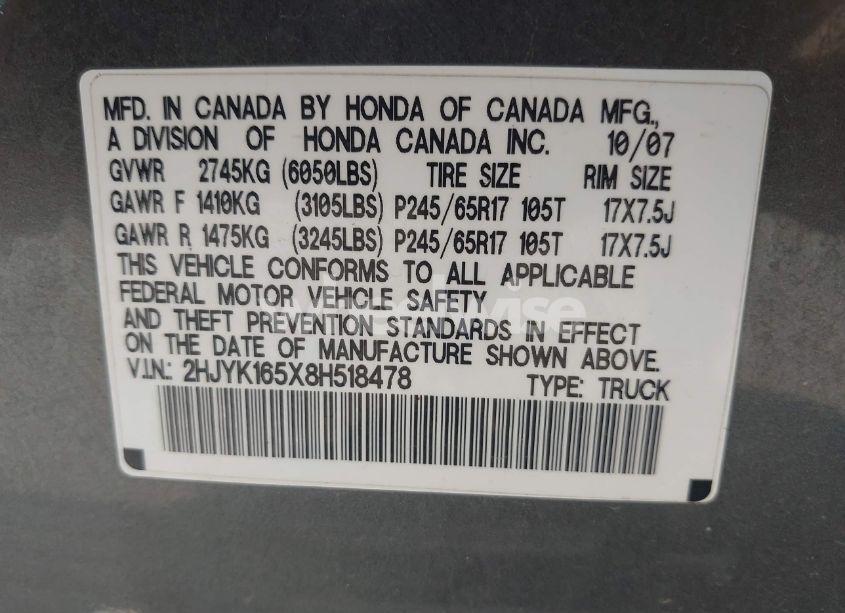 MFD. IN CANADA BY HONDA OF CANADA MFG.,
A DIVISION OF HONDA CANADA INC. 10/07
GVWR 2745KG (6050LBS) TIRE SIZE RIM SIZE
GAWR F 1410KG (3105LBS) P245/65R17 105T 17X7.5J
GAWR R 1475KG (3245LBS) P245/65R17 105T 17X7.5J
THIS VEHICLE CONFORMS TO ALL APPLICABLE
FEDERAL MOTOR VEHICLE SAFETY
AND THEFT PREVENTION STANDARDS IN EFFECT
ON THE DATE OF MANUFACTURE SHOWN ABOVE.
V.I.N.: 2HJYK165X8H518478 TYPE: TRUCK